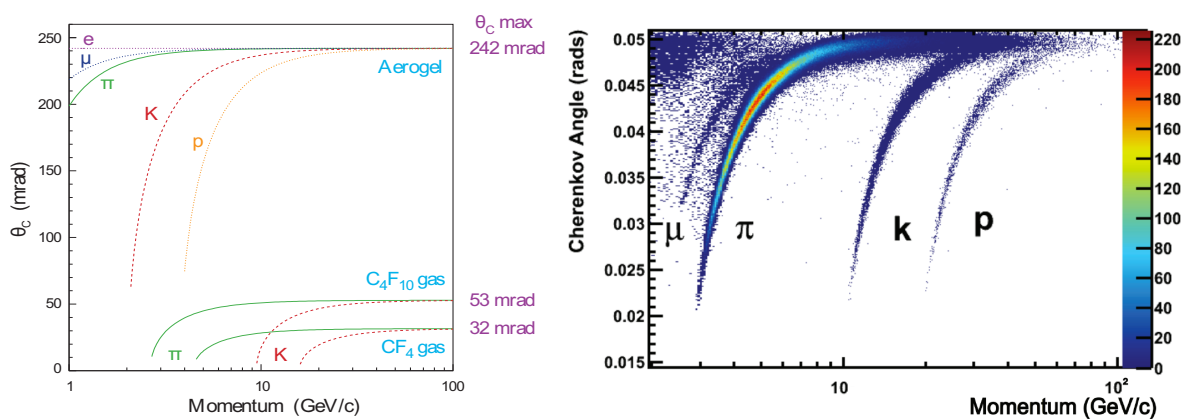 θC max
242 mrad
250
e
μ
π
Aerogel
200
K
p
150
θC (mrad)
100
C4F10 gas
50
53 mrad
32 mrad
π
K
CF4 gas
0
1
10
100
Momentum (GeV/c)
Cherenkov Angle (rads)
0.05
0.045
0.04
0.035
0.03
0.025
0.02
0.015
μ
π
k
p
10
10²
Momentum (GeV/c)
220
200
180
160
140
120
100
80
60
40
20
0